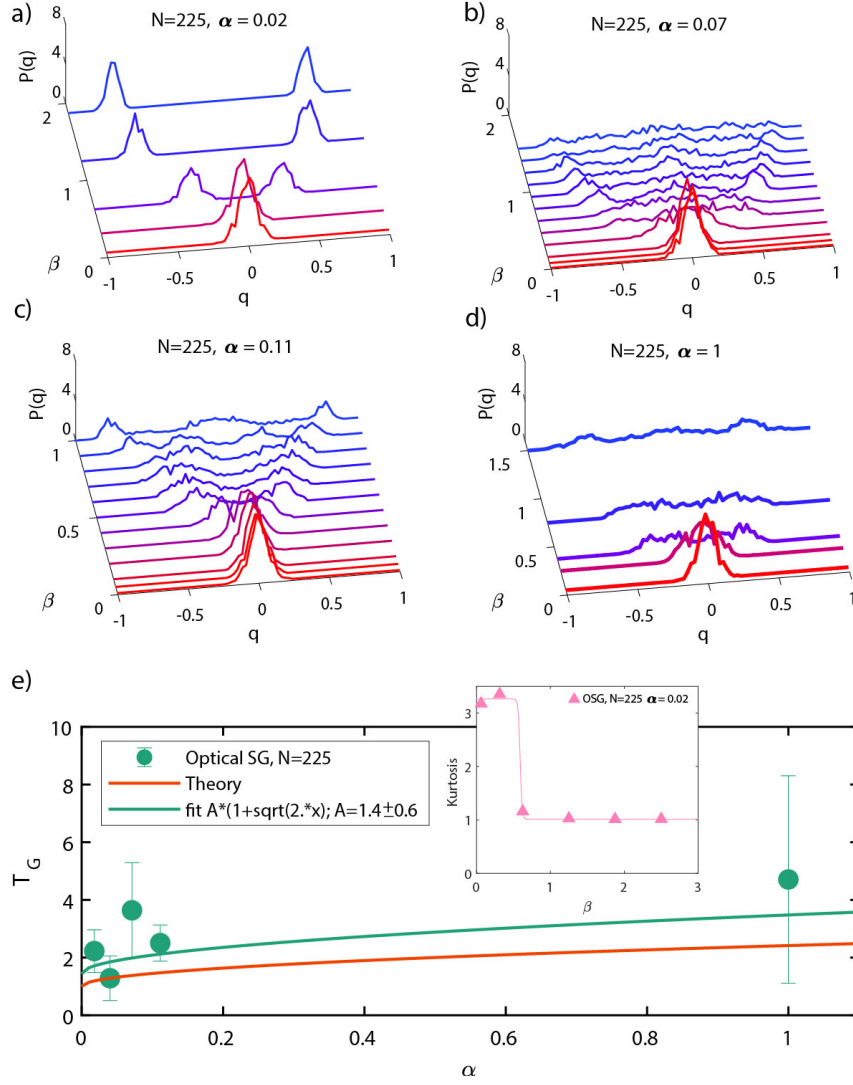 a)
N=225, α = 0.02
P(q)
8
4
0
2
1
0
β
-1
-0.5
0
0.5
1
q
b)
N=225, α = 0.07
P(q)
8
4
0
2
1
0
β
-1
-0.5
0
0.5
1
q
c)
N=225, α = 0.11
P(q)
8
4
0
1
0.5
0
β
-1
-0.5
0
0.5
1
q
d)
N=225, α = 1
P(q)
8
4
0
1.5
1
0.5
β
-1
-0.5
0
0.5
1
q
e)
10
8
6
4
2
0
T_G
Optical SG, N=225
Theory
fit A*(1+sqrt(2.*x); A=1.4±0.6
0
0.2
0.4
0.6
0.8
1
α
OSG, N=225 α=0.02
Kurtosis
3
2
1
0
0
1
2
3
β